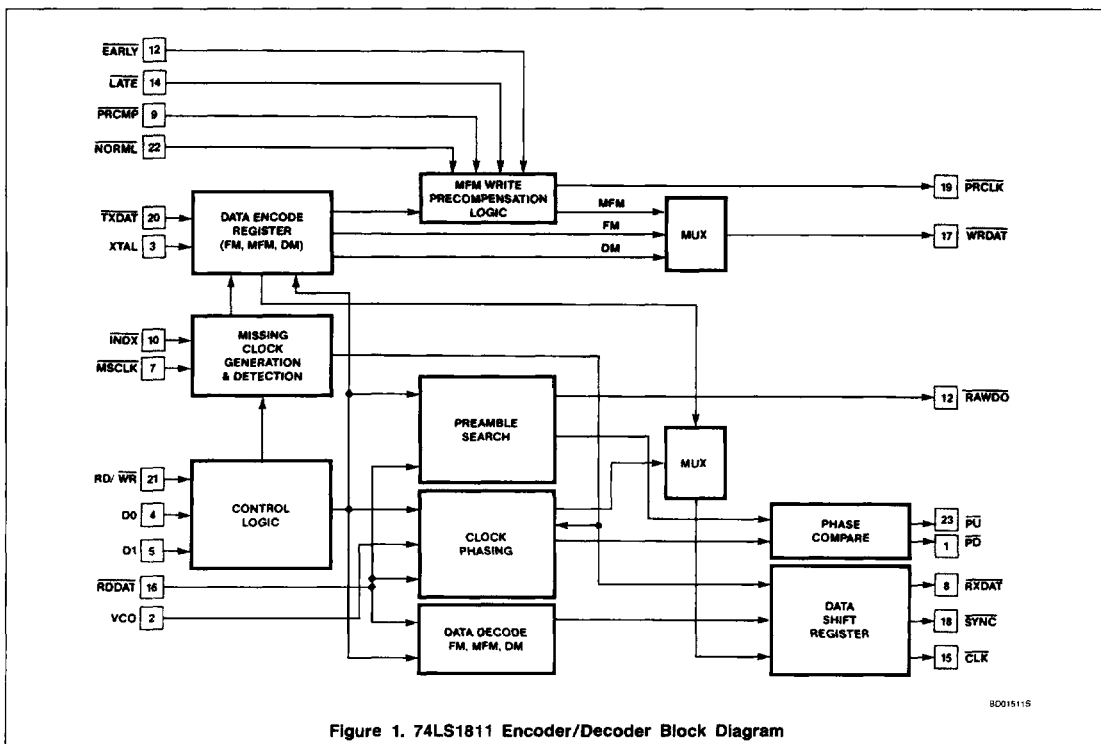 EARLY 12
LATE 14
PRCMP 9
NORML 22
MFM WRITE
PRECOMPENSATION
LOGIC
19 PRCLK
MFM
FM
DM
MUX
17 WRDAT
TXDAT 20
XTAL 3
DATA ENCODE
REGISTER
(FM, MFM, DM)
INDX 10
MSCLK 7
MISSING
CLOCK
GENERATION
& DETECTION
PREAMBLE
SEARCH
12 RAWDO
MUX
RD/WR 21
D0 4
D1 5
CONTROL
LOGIC
CLOCK
PHASING
PHASE
COMPARE
23 PU
1 PD
RDDAT 16
VCO 2
DATA DECODE
FM, MFM, DM
DATA
SHIFT
REGISTER
8 RXDAT
18 SYNC
15 CLK
BD01511S
Figure 1. 74LS1811 Encoder/Decoder Block Diagram